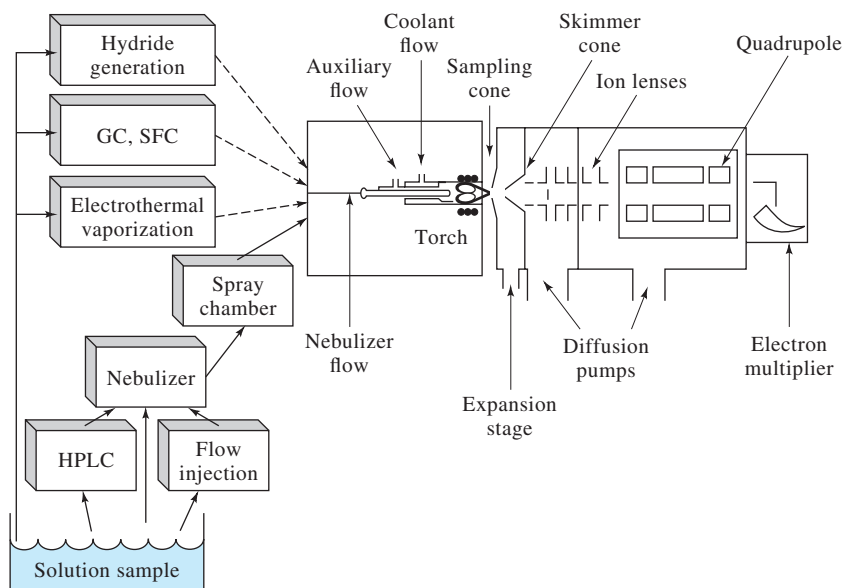 Hydride
generation
GC, SFC
Electrothermal
vaporization
Spray
chamber
Nebulizer
HPLC
Flow
injection
Solution sample
Coolant
flow
Auxiliary
flow
Sampling
cone
Skimmer
cone
Ion lenses
Quadrupole
Torch
Nebulizer
flow
Expansion
stage
Diffusion
pumps
Electron
multiplier